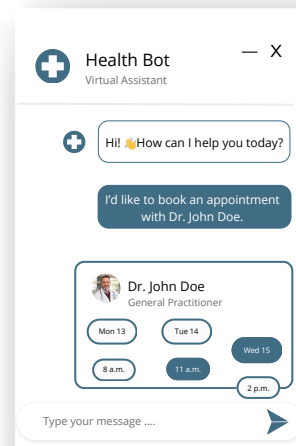 Health Bot
Virtual Assistant
— X
Hi! 👋How can I help you today?
I'd like to book an appointment
with Dr. John Doe.
Dr. John Doe
General Practitioner
Mon 13
Tue 14
Wed 15
8 a.m.
11 a.m.
2 p.m.
Type your message ....